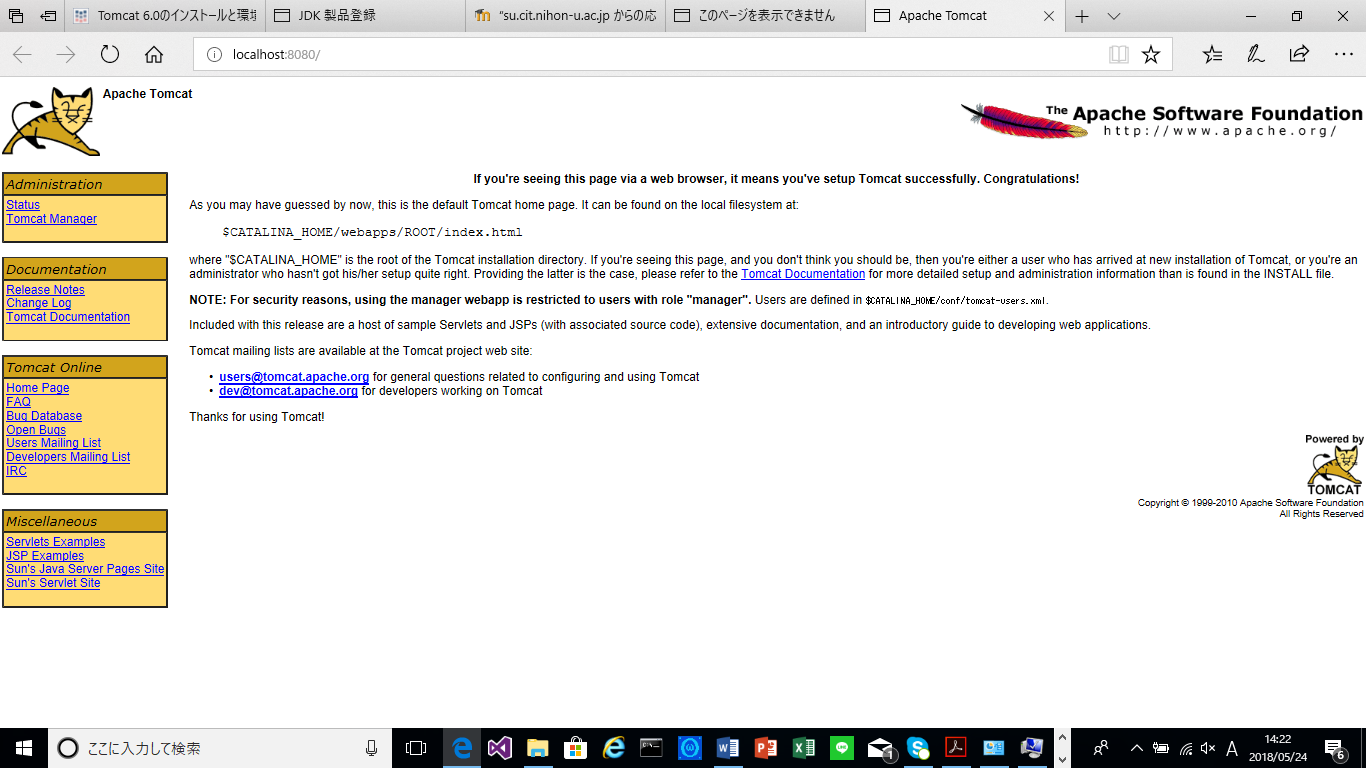 Tomcat 6.0のインストールと環境
JDK 製品登録
"su.cit.nihon-u.ac.jp からの応
このページを表示できません
Apache Tomcat
localhost:8080/
Apache Tomcat
The Apache Software Foundation
http://www.apache.org/
Administration
Status
Tomcat Manager
Documentation
Release Notes
Change Log
Tomcat Documentation
Tomcat Online
Home Page
FAQ
Bug Database
Open Bugs
Users Mailing List
Developers Mailing List
IRC
Miscellaneous
Servlets Examples
JSP Examples
Sun's Java Server Pages Site
Sun's Servlet Site
If you're seeing this page via a web browser, it means you've setup Tomcat successfully. Congratulations!
As you may have guessed by now, this is the default Tomcat home page. It can be found on the local filesystem at:
$CATALINA_HOME/webapps/ROOT/index.html
where "$CATALINA_HOME" is the root of the Tomcat installation directory. If you're seeing this page, and you don't think you should be, then you're either a user who has arrived at new installation of Tomcat, or you're an
administrator who hasn't got his/her setup quite right. Providing the latter is the case, please refer to the Tomcat Documentation for more detailed setup and administration information than is found in the INSTALL file.
NOTE: For security reasons, using the manager webapp is restricted to users with role "manager". Users are defined in $CATALINA_HOME/conf/tomcat-users.xml.
Included with this release are a host of sample Servlets and JSPs (with associated source code), extensive documentation, and an introductory guide to developing web applications.
Tomcat mailing lists are available at the Tomcat project web site:
• users@tomcat.apache.org for general questions related to configuring and using Tomcat
• dev@tomcat.apache.org for developers working on Tomcat
Thanks for using Tomcat!
Powered by
TOMCAT
Copyright © 1999-2010 Apache Software Foundation
All Rights Reserved
ここに入力して検索
1
A
14:22
2018/05/24
6